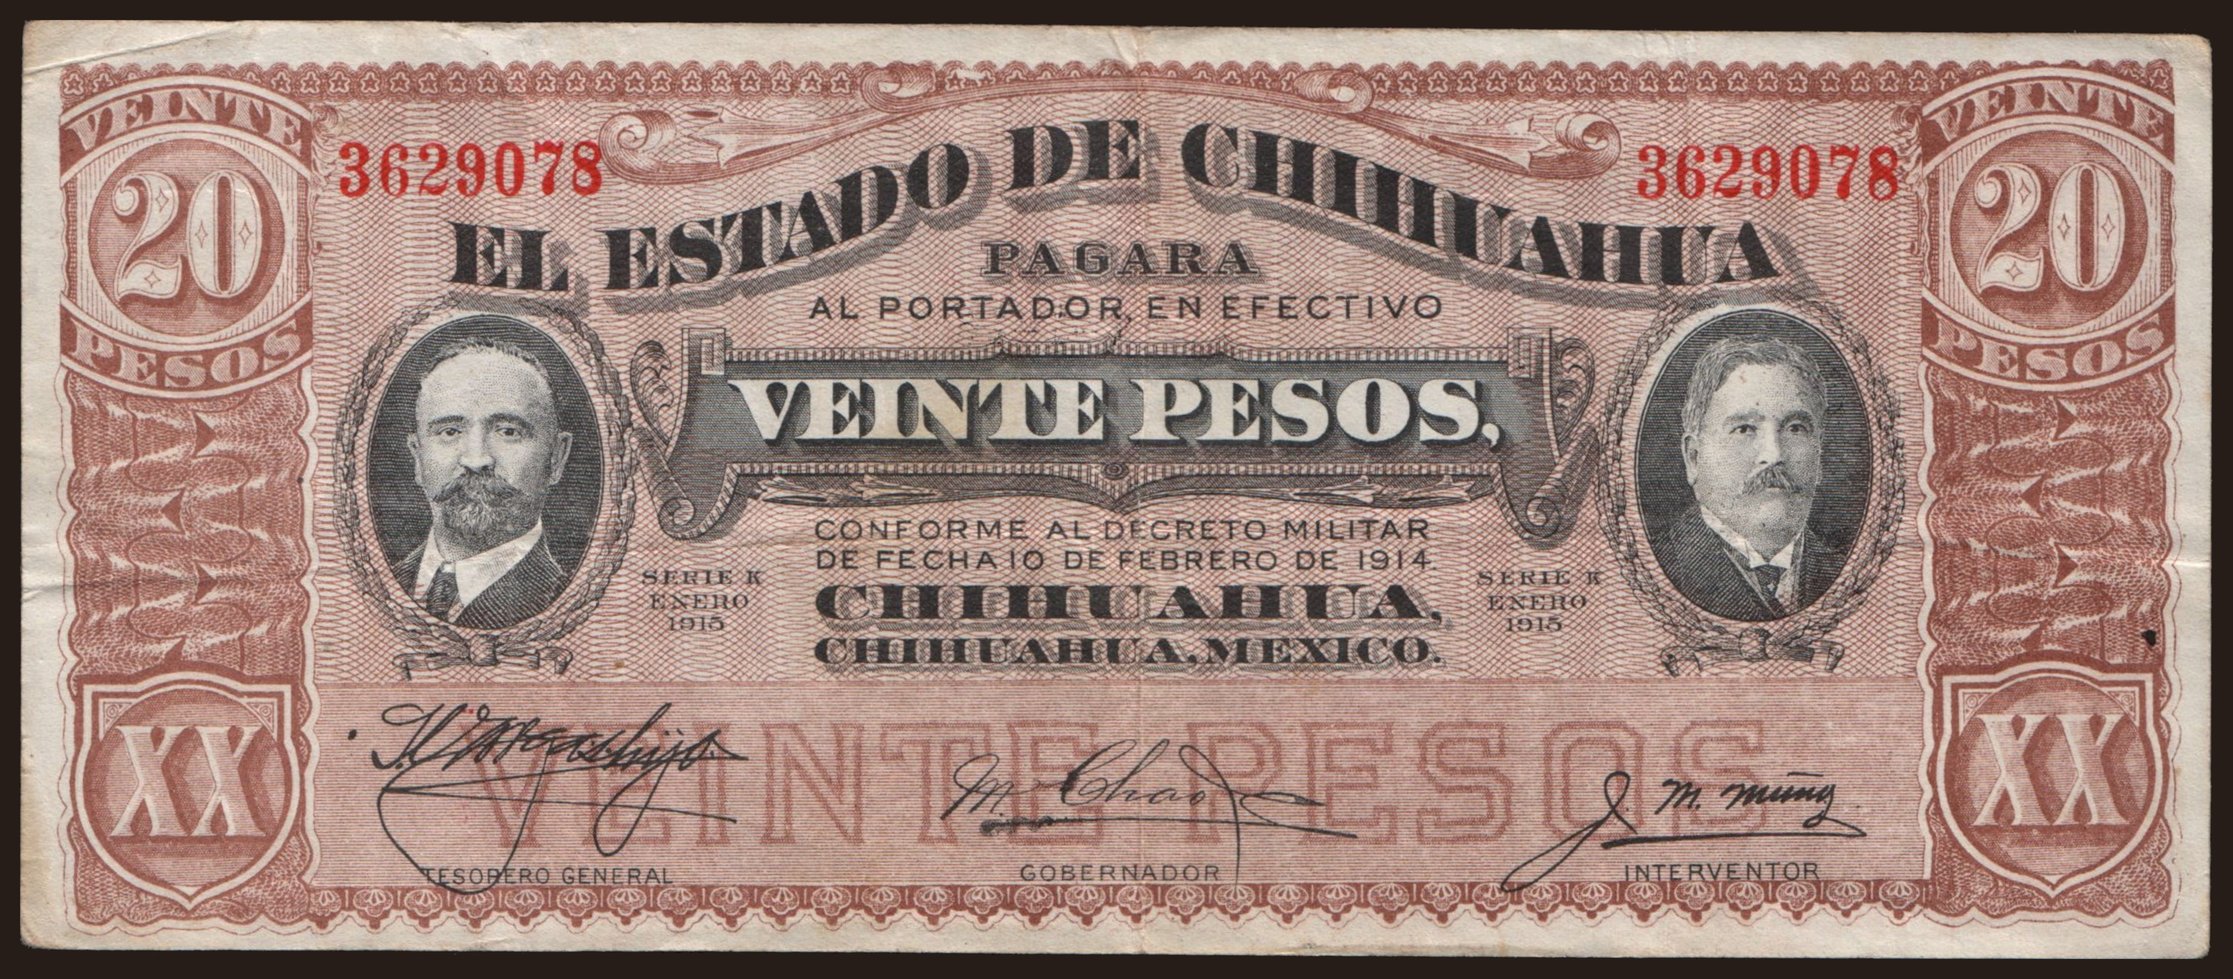 VEINTE
20
PESOS
3629078
3629078
VEINTE
20
PESOS
EL ESTADO DE CHIHUAHUA
PAGARA
AL PORTADOR, EN EFECTIVO
VEINTE PESOS,
CONFORME AL DECRETO MILITAR
DE FECHA 10 DE FEBRERO DE 1914.
SERIE K
ENERO
1915
SERIE K
ENERO
1915
CHIHUAHUA,
CHIHUAHUA, MEXICO.
VEINTE PESOS
XX
XX
M. Chao
J. M. Muñoz
TESORERO GENERAL
GOBERNADOR
INTERVENTOR